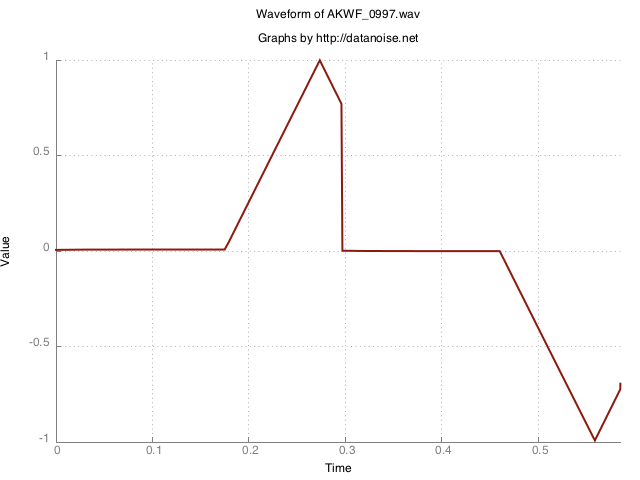 Waveform of AKWF_0997.wav
Graphs by http://datanoise.net
1
0.5
0
-0.5
-1
Value
0 0.1 0.2 0.3 0.4 0.5
Time